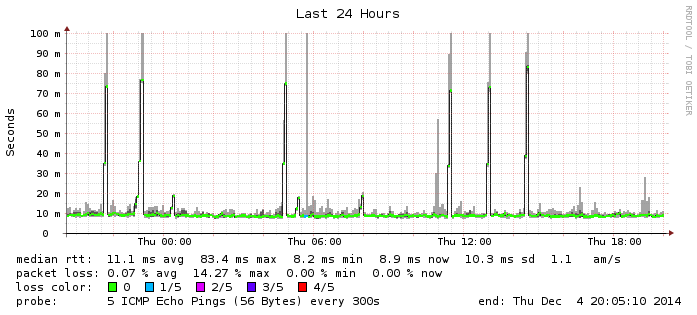 Last 24 Hours
RRDTOOL / TOBI OETIKER
Seconds
100 m
90 m
80 m
70 m
60 m
50 m
40 m
30 m
20 m
10 m
0
Thu 00:00 Thu 06:00 Thu 12:00 Thu 18:00
median rtt: 11.1 ms avg 83.4 ms max 8.2 ms min 8.9 ms now 10.3 ms sd 1.1 am/s
packet loss: 0.07 % avg 14.27 % max 0.00 % min 0.00 % now
loss color: 0 1/5 2/5 3/5 4/5
probe: 5 ICMP Echo Pings (56 Bytes) every 300s end: Thu Dec 4 20:05:10 2014